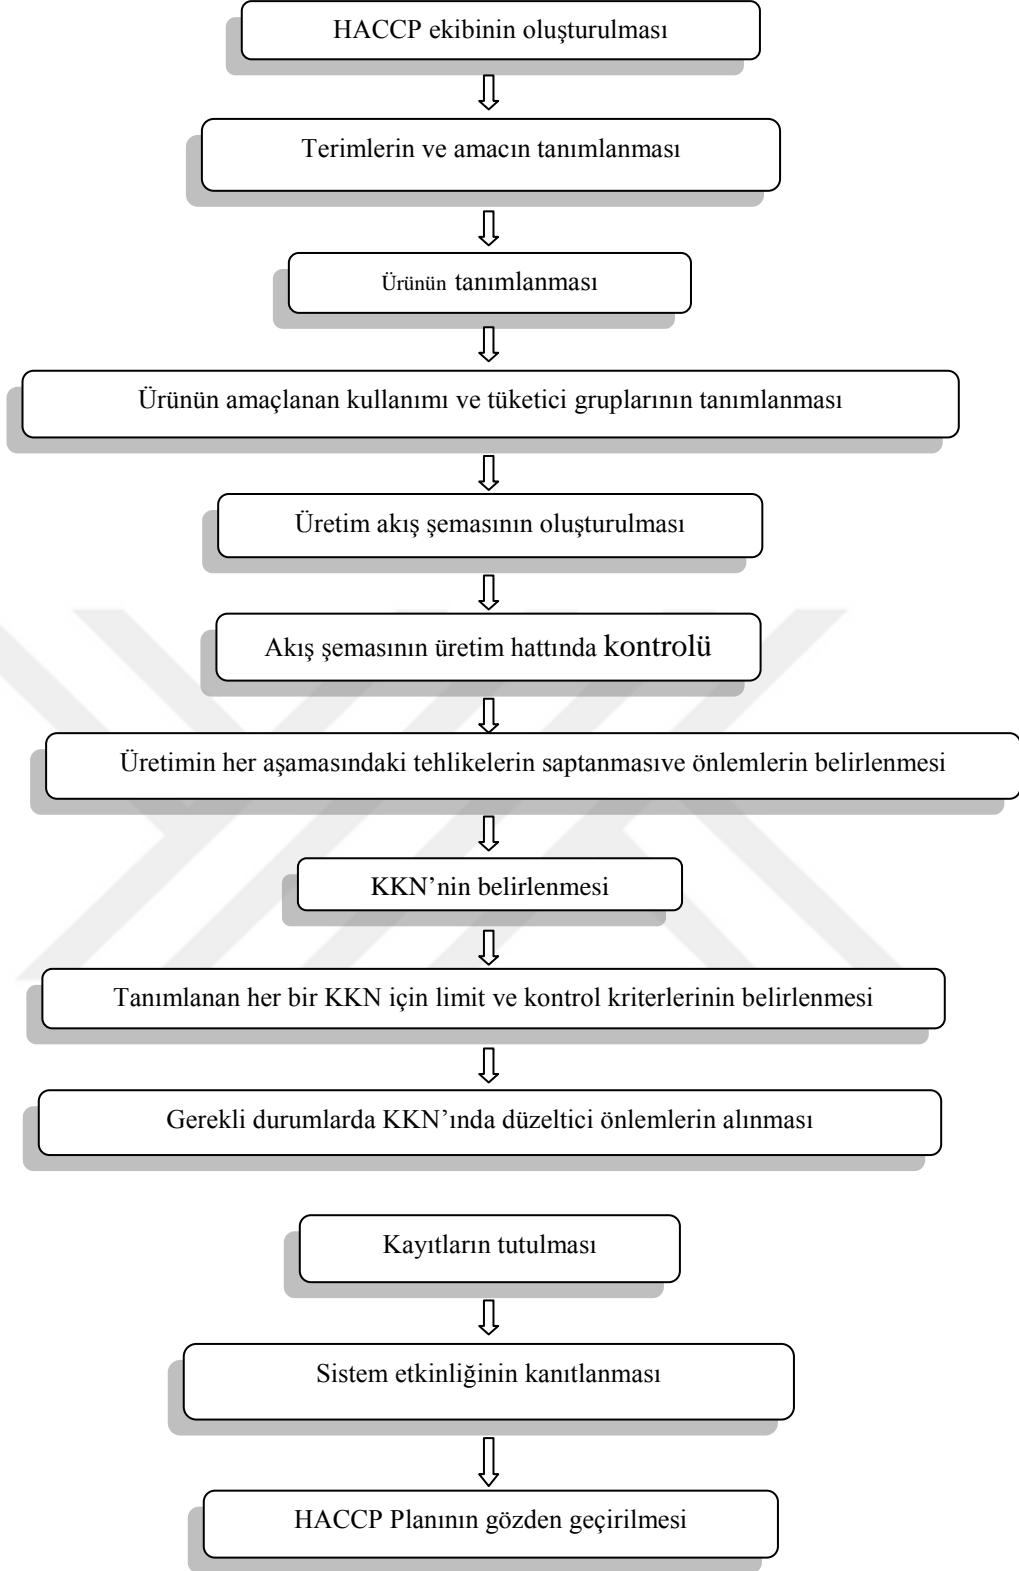 HACCP ekibinin oluşturulması
Terimlerin ve amacın tanımlanması
Ürünün tanımlanması
Ürünün amaçlanan kullanımı ve tüketici gruplarının tanımlanması
Üretim akış şemasının oluşturulması
Akış şemasının üretim hattında kontrolü
Üretimin her aşamasındaki tehlikelerin saptanmasıve önlemlerin belirlenmesi
KKN’nin belirlenmesi
Tanımlanan her bir KKN için limit ve kontrol kriterlerinin belirlenmesi
Gerekli durumlarda KKN’ında düzeltici önlemlerin alınması
Kayıtların tutulması
Sistem etkinliğinin kanıtlanması
HACCP Planının gözden geçirilmesi